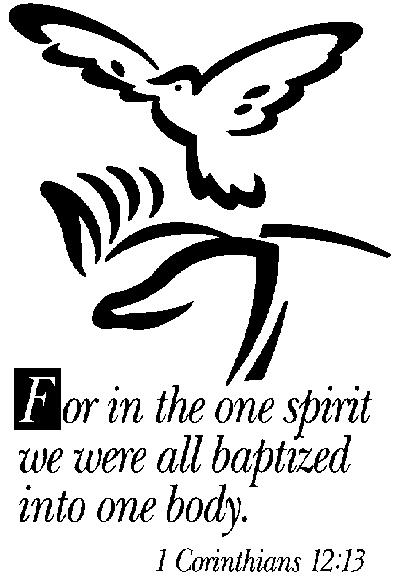 For in the one spirit
we were all baptized
into one body.
1 Corinthians 12:13